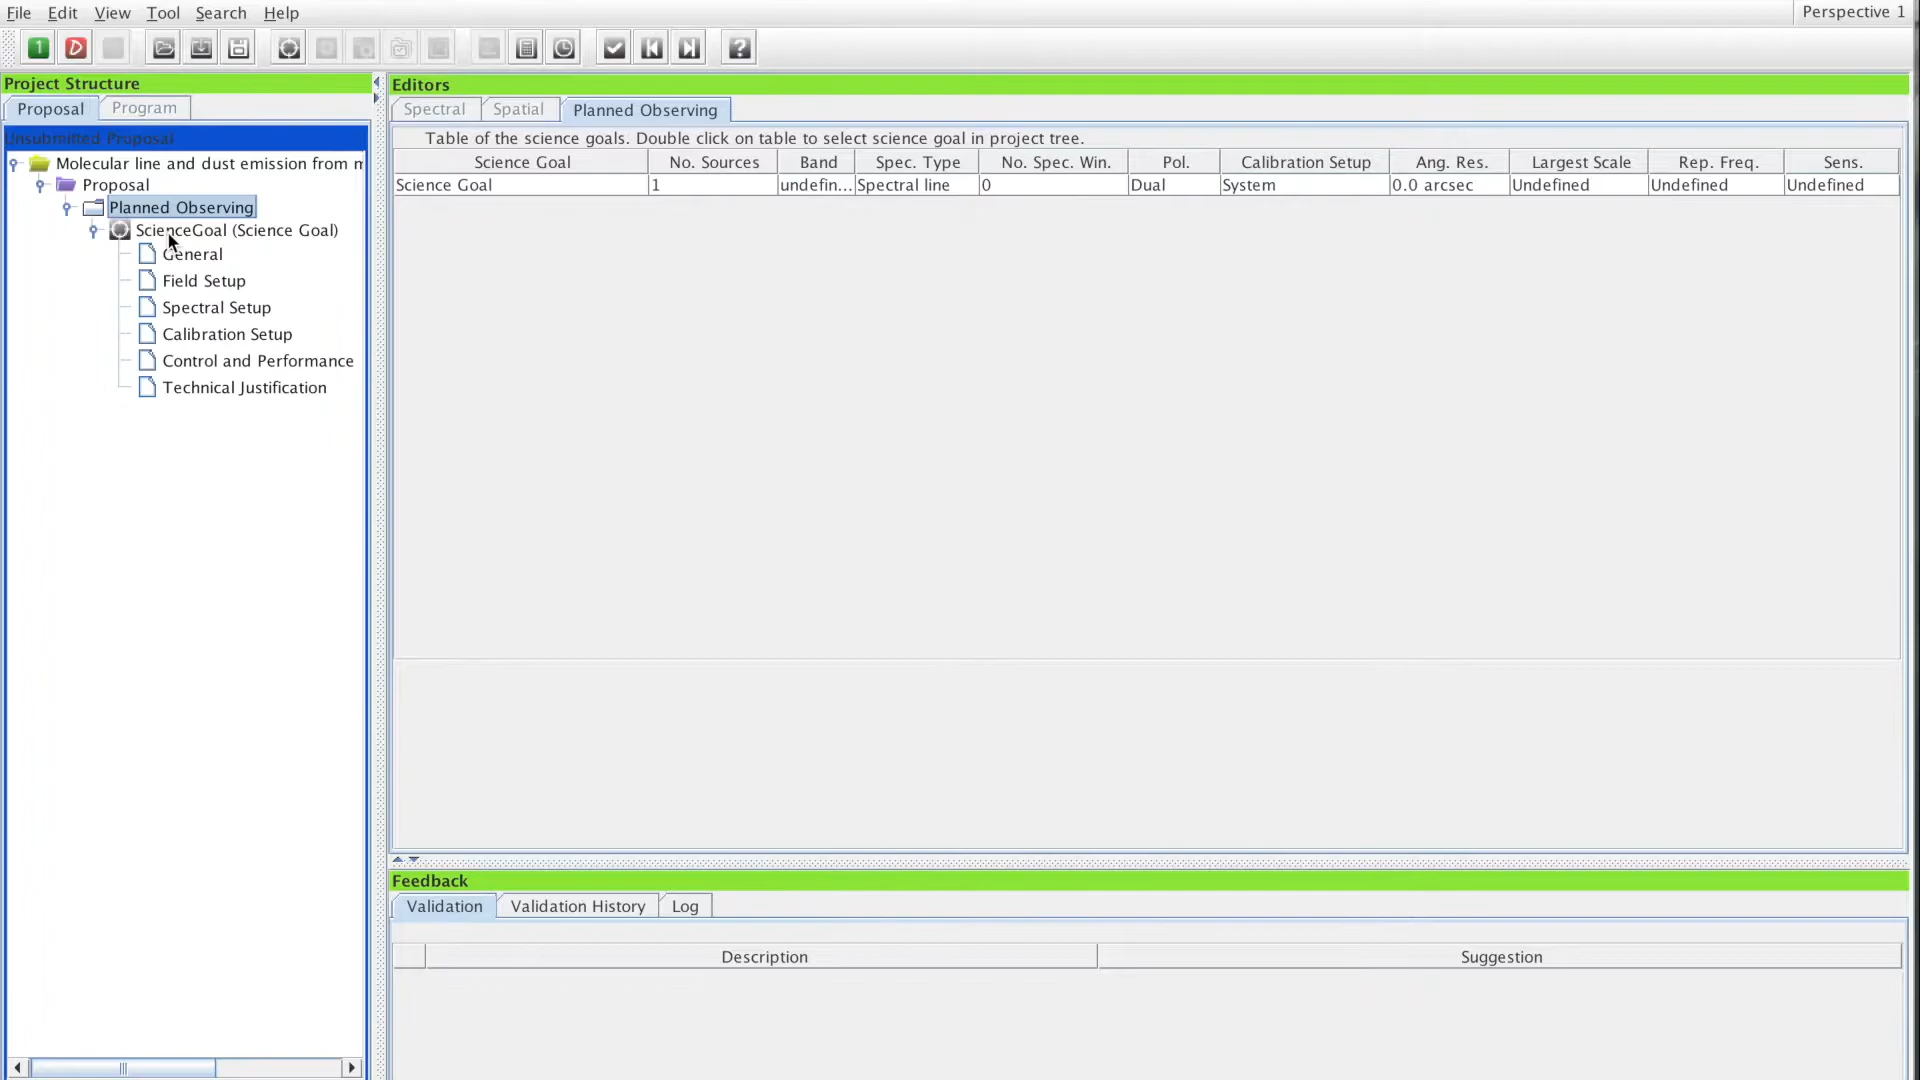 File Edit View Tool Search Help
Perspective 1
Project Structure
Proposal Program
Unsubmitted Proposal
Molecular line and dust emission from
Proposal
Planned Observing
ScienceGoal (Science Goal)
General
Field Setup
Spectral Setup
Calibration Setup
Control and Performance
Technical Justification
Editors
Spectral Spatial Planned Observing
Table of the science goals. Double click on table to select science goal in project tree.
Science Goal No. Sources Band Spec. Type No. Spec. Win. Pol. Calibration Setup Ang. Res. Largest Scale Rep. Freq. Sens.
Science Goal 1 undefin... Spectral line 0 Dual System 0.0 arcsec Undefined Undefined Undefined
Feedback
Validation Validation History Log
Description Suggestion